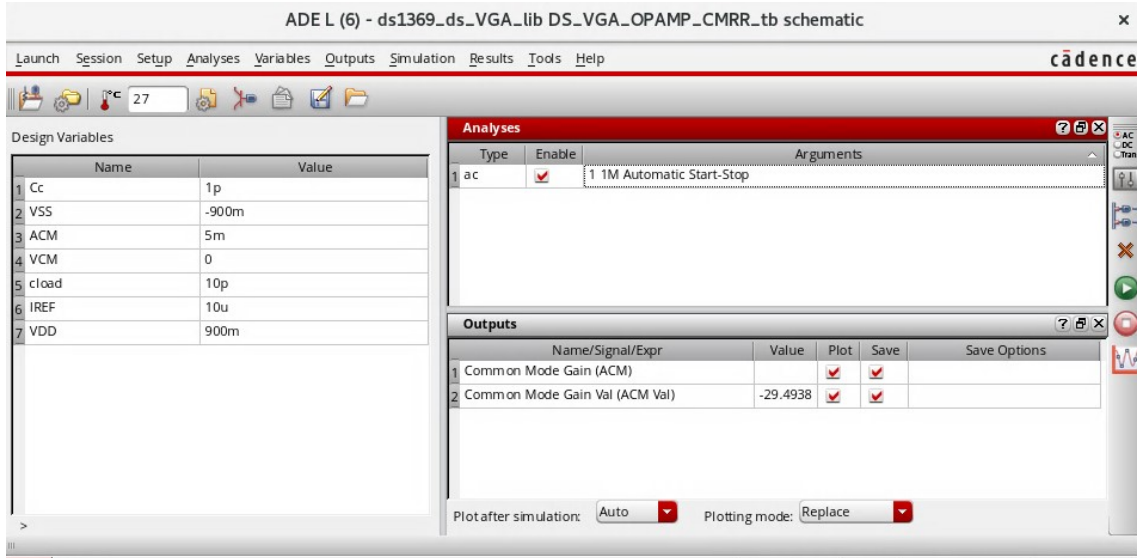 ADE L (6) - ds1369_ds_VGA_lib DS_VGA_OPAMP_CMRR_tb schematic
Launch Session Setup Analyses Variables Outputs Simulation Results Tools Help cādence
°C 27
Design Variables
Name Value
1 Cc 1p
2 VSS -900m
3 ACM 5m
4 VCM 0
5 cload 10p
6 IREF 10u
7 VDD 900m
>
Analyses
Type Enable Arguments
1 ac 1 1M Automatic Start-Stop
AC
DC
Tran
Outputs
Name/Signal/Expr Value Plot Save Save Options
1 Common Mode Gain (ACM)
2 Common Mode Gain Val (ACM Val) -29.4938
Plot after simulation: Auto Plotting mode: Replace